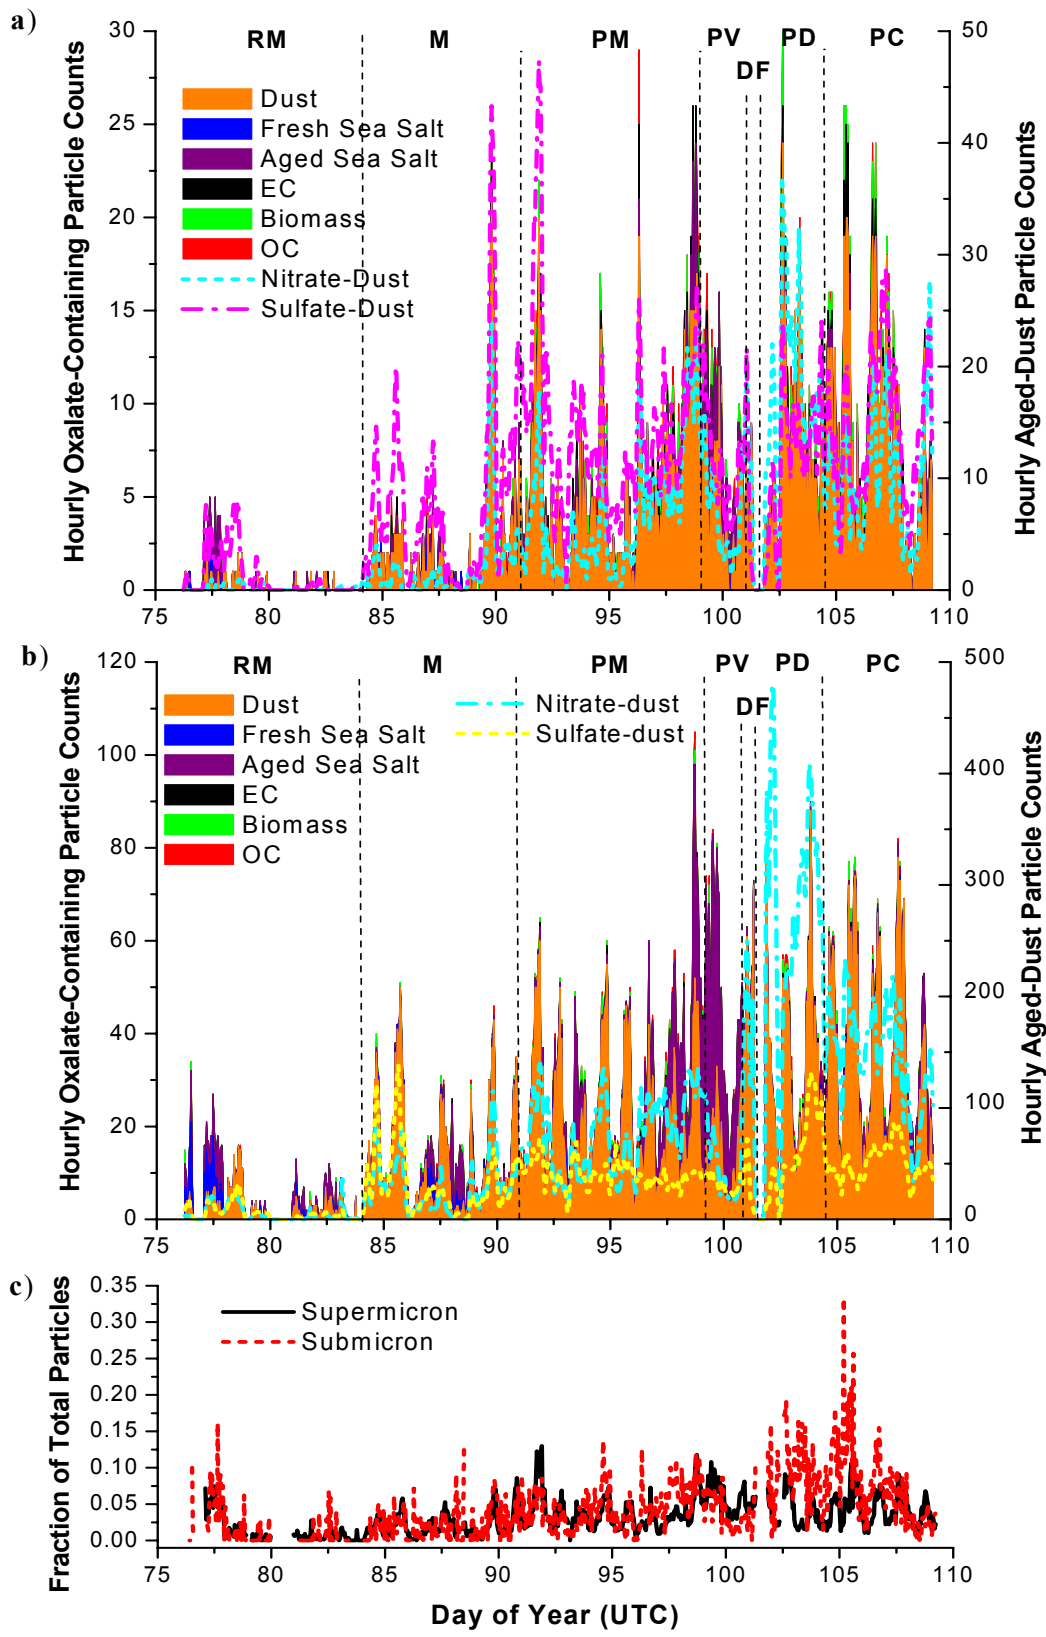 a)
RM M PM PV DF PD PC
Hourly Oxalate-Containing Particle Counts
30
25
20
15
10
5
0
Dust
Fresh Sea Salt
Aged Sea Salt
EC
Biomass
OC
Nitrate-Dust
Sulfate-Dust
50
40
30
20
10
0
Hourly Aged-Dust Particle Counts
75 80 85 90 95 100 105 110
b)
RM M PM PV DF PD PC
Hourly Oxalate-Containing Particle Counts
120
100
80
60
40
20
0
Dust
Fresh Sea Salt
Aged Sea Salt
EC
Biomass
OC
Nitrate-dust
Sulfate-dust
500
400
300
200
100
0
Hourly Aged-Dust Particle Counts
75 80 85 90 95 100 105 110
c)
Fraction of Total Particles
0.35
0.30
0.25
0.20
0.15
0.10
0.05
0.00
Supermicron
Submicron
75 80 85 90 95 100 105 110
Day of Year (UTC)